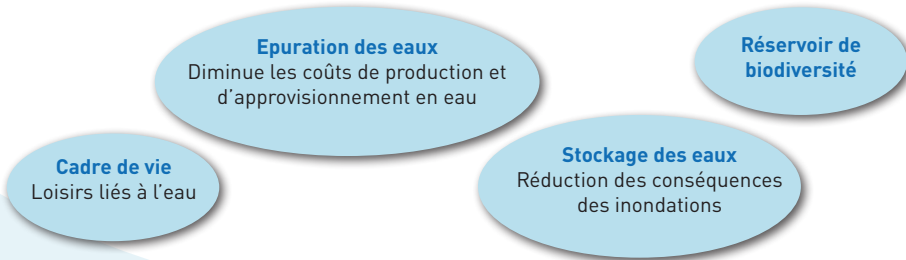 Epuration des eaux
Diminue les coûts de production et
d’approvisionnement en eau
Réservoir de
biodiversité
Cadre de vie
Loisirs liés à l’eau
Stockage des eaux
Réduction des conséquences
des inondations